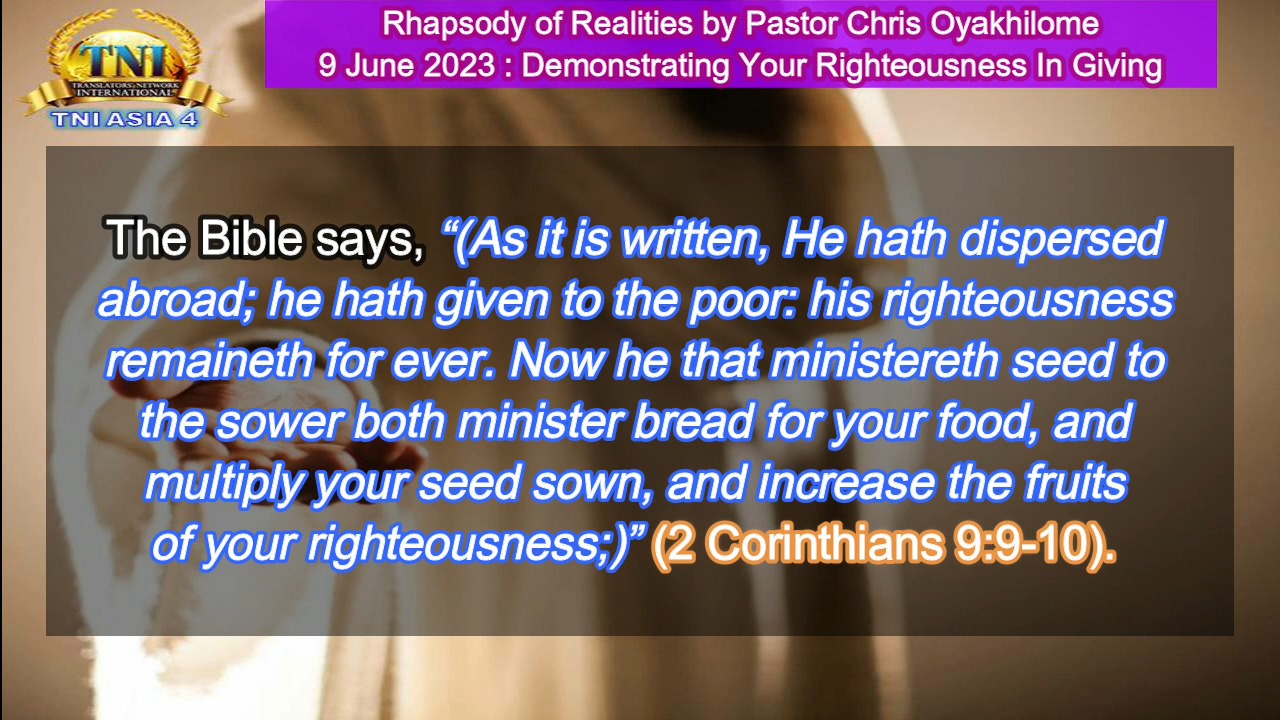 Rhapsody of Realities by Pastor Chris Oyakhilome
9 June 2023 : Demonstrating Your Righteousness In Giving
TNI
TRANSLATORS' NETWORK
INTERNATIONAL
TNI ASIA 4
The Bible says, “(As it is written, He hath dispersed
abroad; he hath given to the poor: his righteousness
remaineth for ever. Now he that ministereth seed to
the sower both minister bread for your food, and
multiply your seed sown, and increase the fruits
of your righteousness;)” (2 Corinthians 9:9-10).